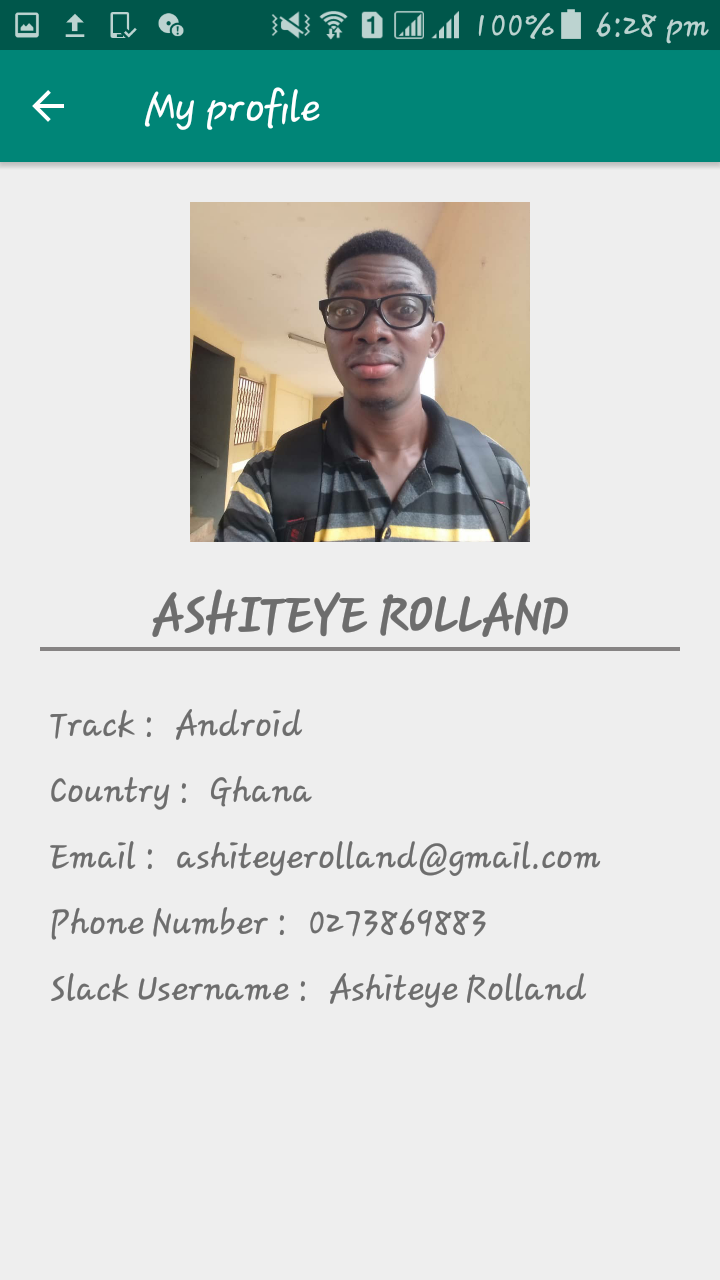 1 100% 6:28 pm
My profile
ASHITEYE ROLLAND
Track : Android
Country : Ghana
Email : ashiteyerolland@gmail.com
Phone Number : 0273869883
Slack Username : Ashiteye Rolland